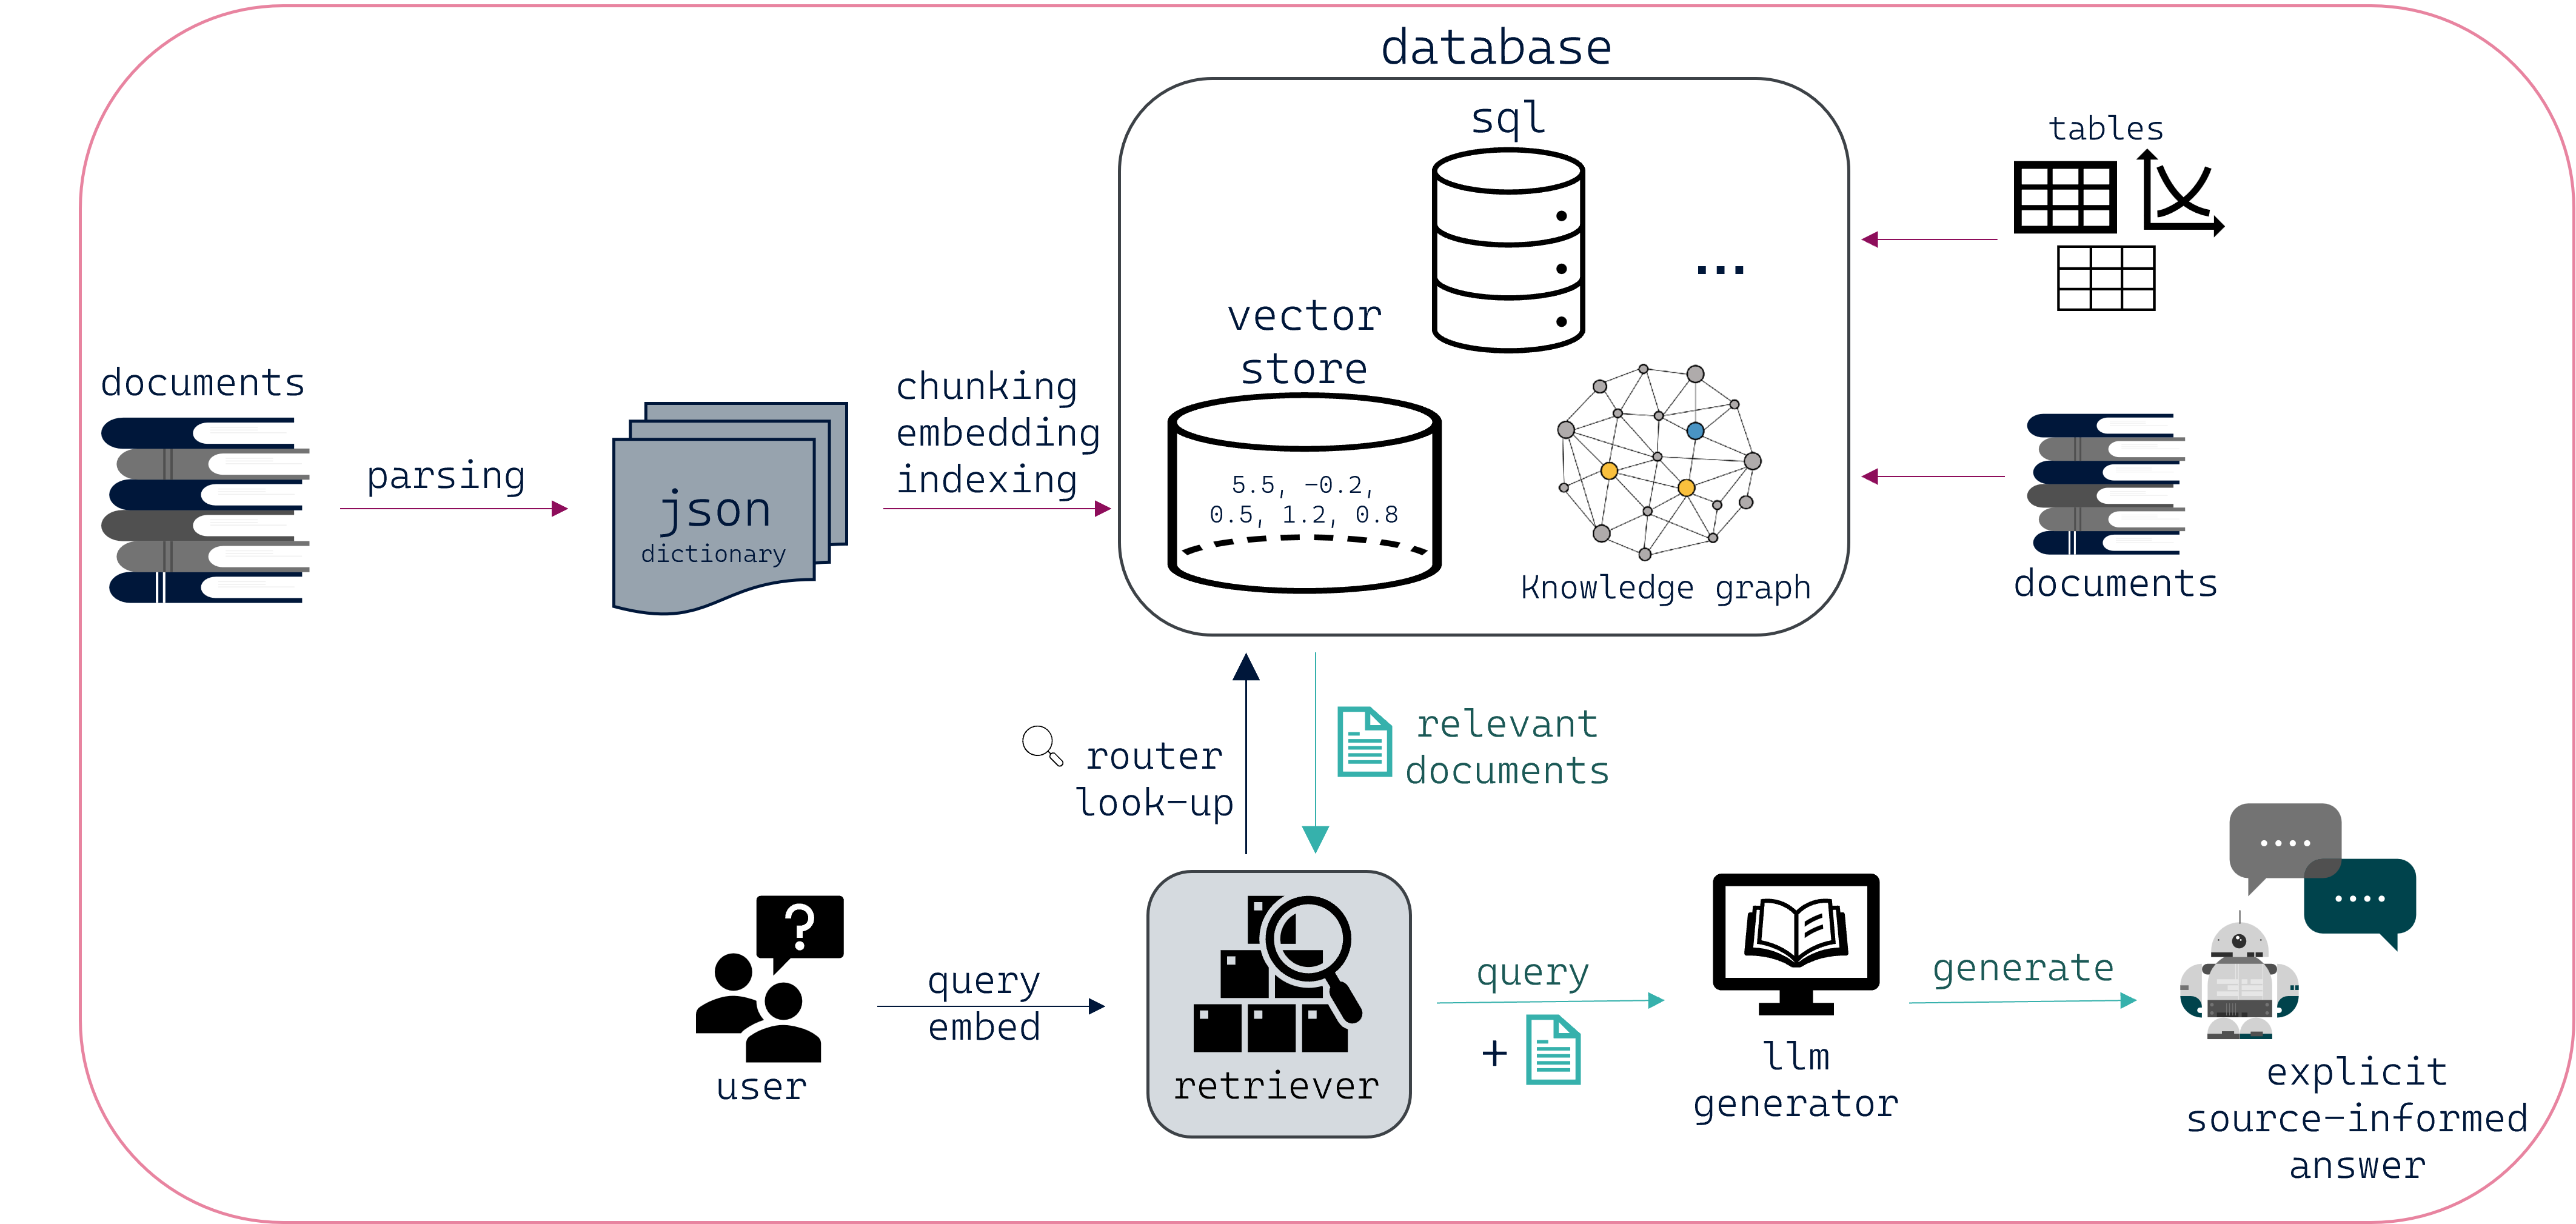 database
sql
tables
...
vector
store
documents
chunking
embedding
indexing
parsing
json
dictionary
5.5, -0.2,
0.5, 1.2, 0.8
Knowledge graph
documents
router
look-up
relevant
documents
?
user
query
embed
retriever
query
+
llm
generator
generate
explicit
source-informed
answer